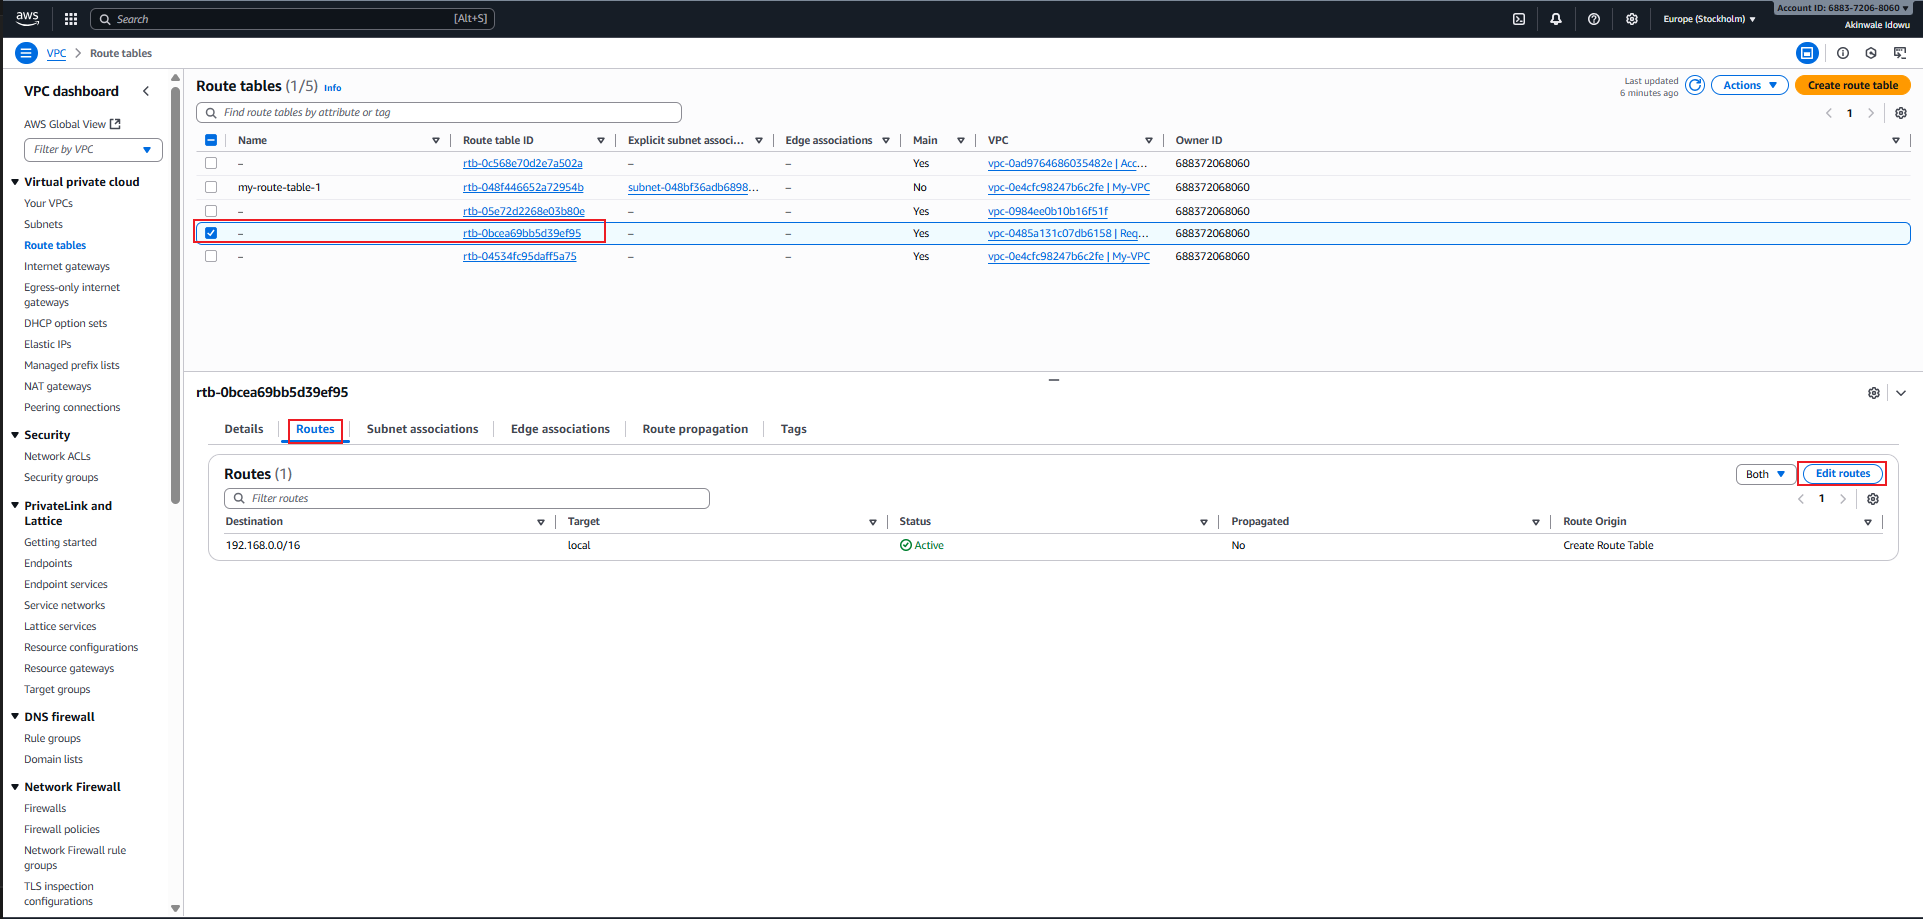 aws
Search [Alt+S]
Europe (Stockholm) ▼
Account ID: 6883-7206-8060 ▼
Akinwale Idowu
VPC > Route tables
VPC dashboard
AWS Global View
Filter by VPC
Virtual private cloud
Your VPCs
Subnets
Route tables
Internet gateways
Egress-only internet
gateways
DHCP option sets
Elastic IPs
Managed prefix lists
NAT gateways
Peering connections
Security
Network ACLs
Security groups
PrivateLink and
Lattice
Getting started
Endpoints
Endpoint services
Service networks
Lattice services
Resource configurations
Resource gateways
Target groups
DNS firewall
Rule groups
Domain lists
Network Firewall
Firewalls
Firewall policies
Network Firewall rule
groups
TLS inspection
configurations
Route tables (1/5) Info
Last updated
6 minutes ago
Actions
Create route table
Find route tables by attribute or tag
1
Name Route table ID Explicit subnet associ... Edge associations Main VPC Owner ID
– rtb-0c568e70d2e7a502a – – Yes vpc-0ad9764686035482e | Acc... 688372068060
my-route-table-1 rtb-048f446652a72954b subnet-048bf36adb6898... – No vpc-0e4cfc98247b6c2fe | My-VPC 688372068060
– rtb-05e72d2268e03b80e – – Yes vpc-0984ee0b10b16f51f 688372068060
– rtb-0bcea69bb5d39ef95 – – Yes vpc-0485a131c07db6158 | Req... 688372068060
– rtb-04534fc95daff5a75 – – Yes vpc-0e4cfc98247b6c2fe | My-VPC 688372068060
rtb-0bcea69bb5d39ef95
Details Routes Subnet associations Edge associations Route propagation Tags
Routes (1)
Both
Edit routes
Filter routes
1
Destination Target Status Propagated Route Origin
192.168.0.0/16 local Active No Create Route Table